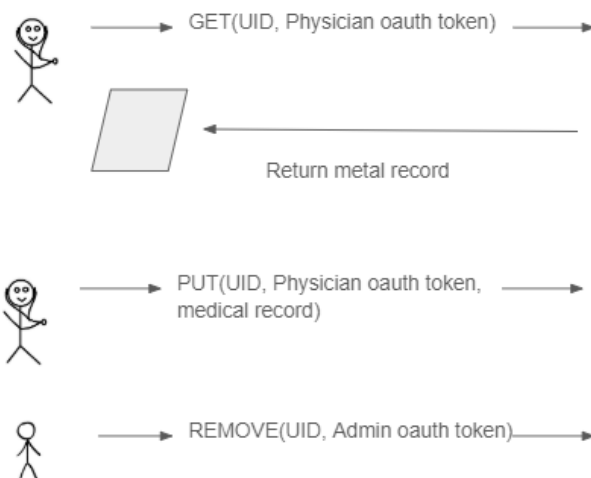 GET(UID, Physician oauth token)
Return metal record
PUT(UID, Physician oauth token,
medical record)
REMOVE(UID, Admin oauth token)